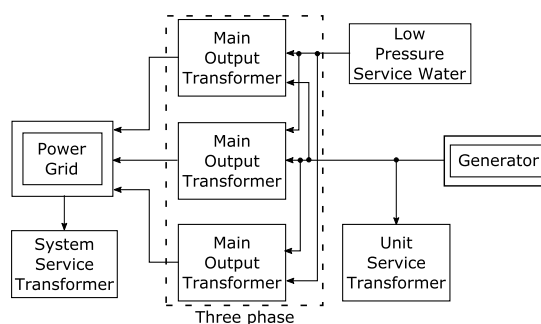 Main
Output
Transformer
Low
Pressure
Service Water
Power
Grid
Main
Output
Transformer
Generator
System
Service
Transformer
Main
Output
Transformer
Unit
Service
Transformer
Three phase